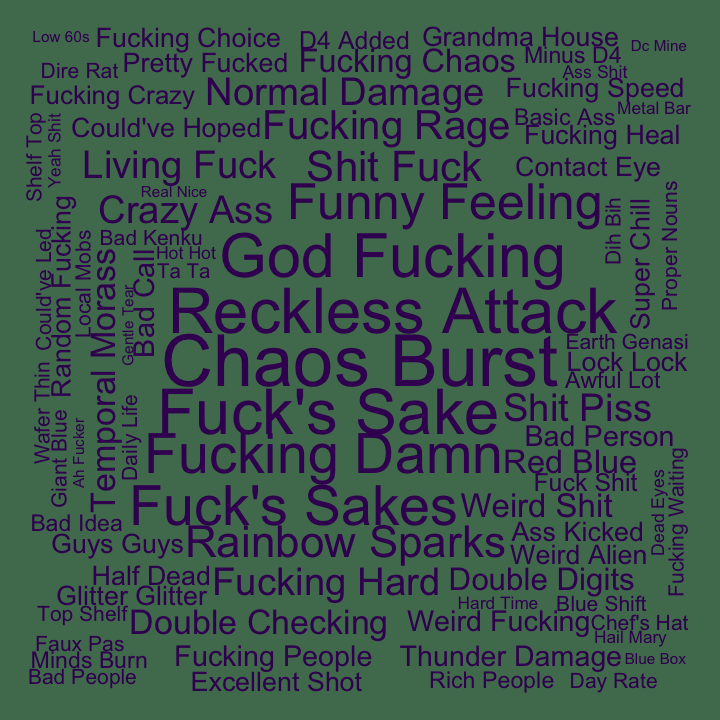 Low 60s
Fucking Choice
D4 Added
Grandma House
Dc Mine
Dire Rat
Pretty Fucked
Fucking Chaos
Minus D4
Ass Shit
Fucking Crazy
Normal Damage
Fucking Speed
Metal Bar
Shelf Top
Yeah Shit
Could've Hoped
Fucking Rage
Basic Ass
Fucking Heal
Living Fuck
Shit Fuck
Contact Eye
Real Nice
Crazy Ass
Funny Feeling
Dih Bih
Super Chill
Proper Nouns
Could've Led
Random Fucking
Local Mobs
Bad Kenku
Hot Hot
Ta Ta
God Fucking
Temporal Morass
Gentle Tear
Bad Call
Reckless Attack
Chaos Burst
Earth Genasi
Lock Lock
Awful Lot
Wafer Thin
Giant Blue
Ah Fucker
Daily Life
Fuck's Sake
Shit Piss
Fucking Damn
Bad Person
Red Blue
Fuck Shit
Dead Eyes
Fucking Waiting
Fuck's Sakes
Weird Shit
Bad Idea
Guys Guys
Rainbow Sparks
Ass Kicked
Weird Alien
Half Dead
Fucking Hard
Double Digits
Glitter Glitter
Hard Time
Blue Shift
Top Shelf
Double Checking
Weird Fucking
Chef's Hat
Hail Mary
Faux Pas
Minds Burn
Fucking People
Thunder Damage
Blue Box
Bad People
Excellent Shot
Rich People
Day Rate